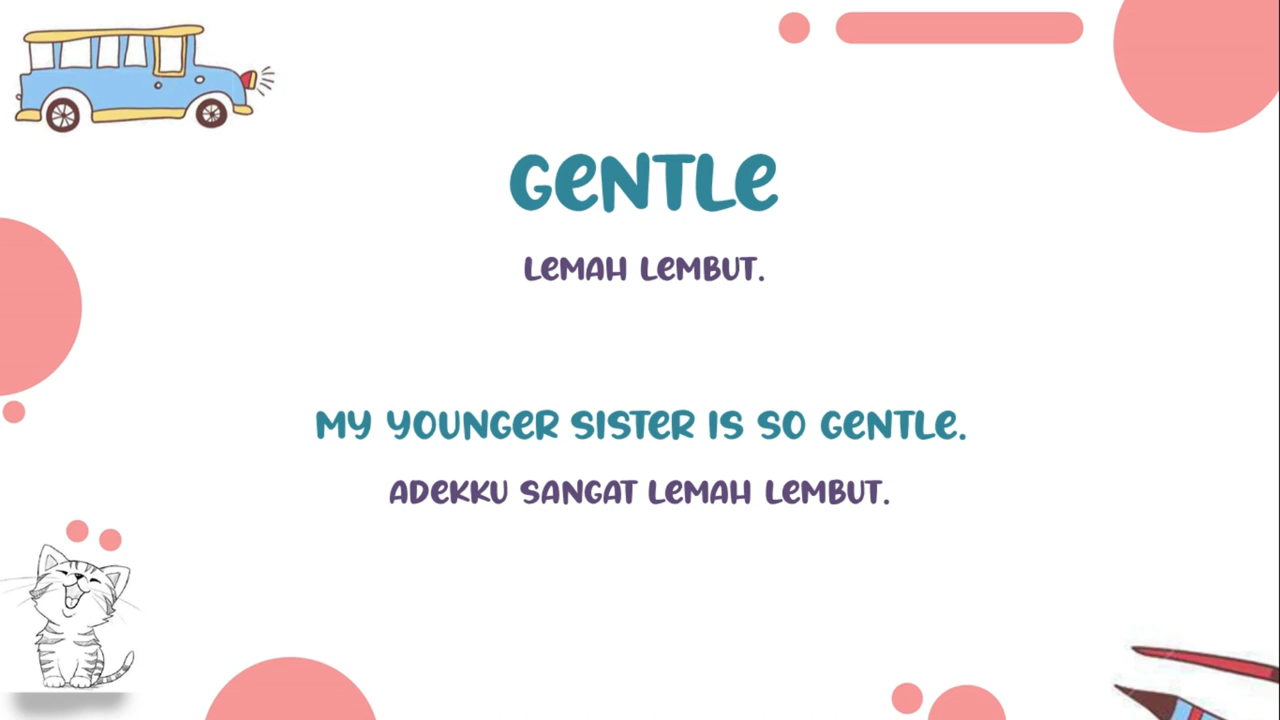 GENTLE
LEMAH LEMBUT.
MY YOUNGER SISTER IS SO GENTLE.
ADEKKU SANGAT LEMAH LEMBUT.